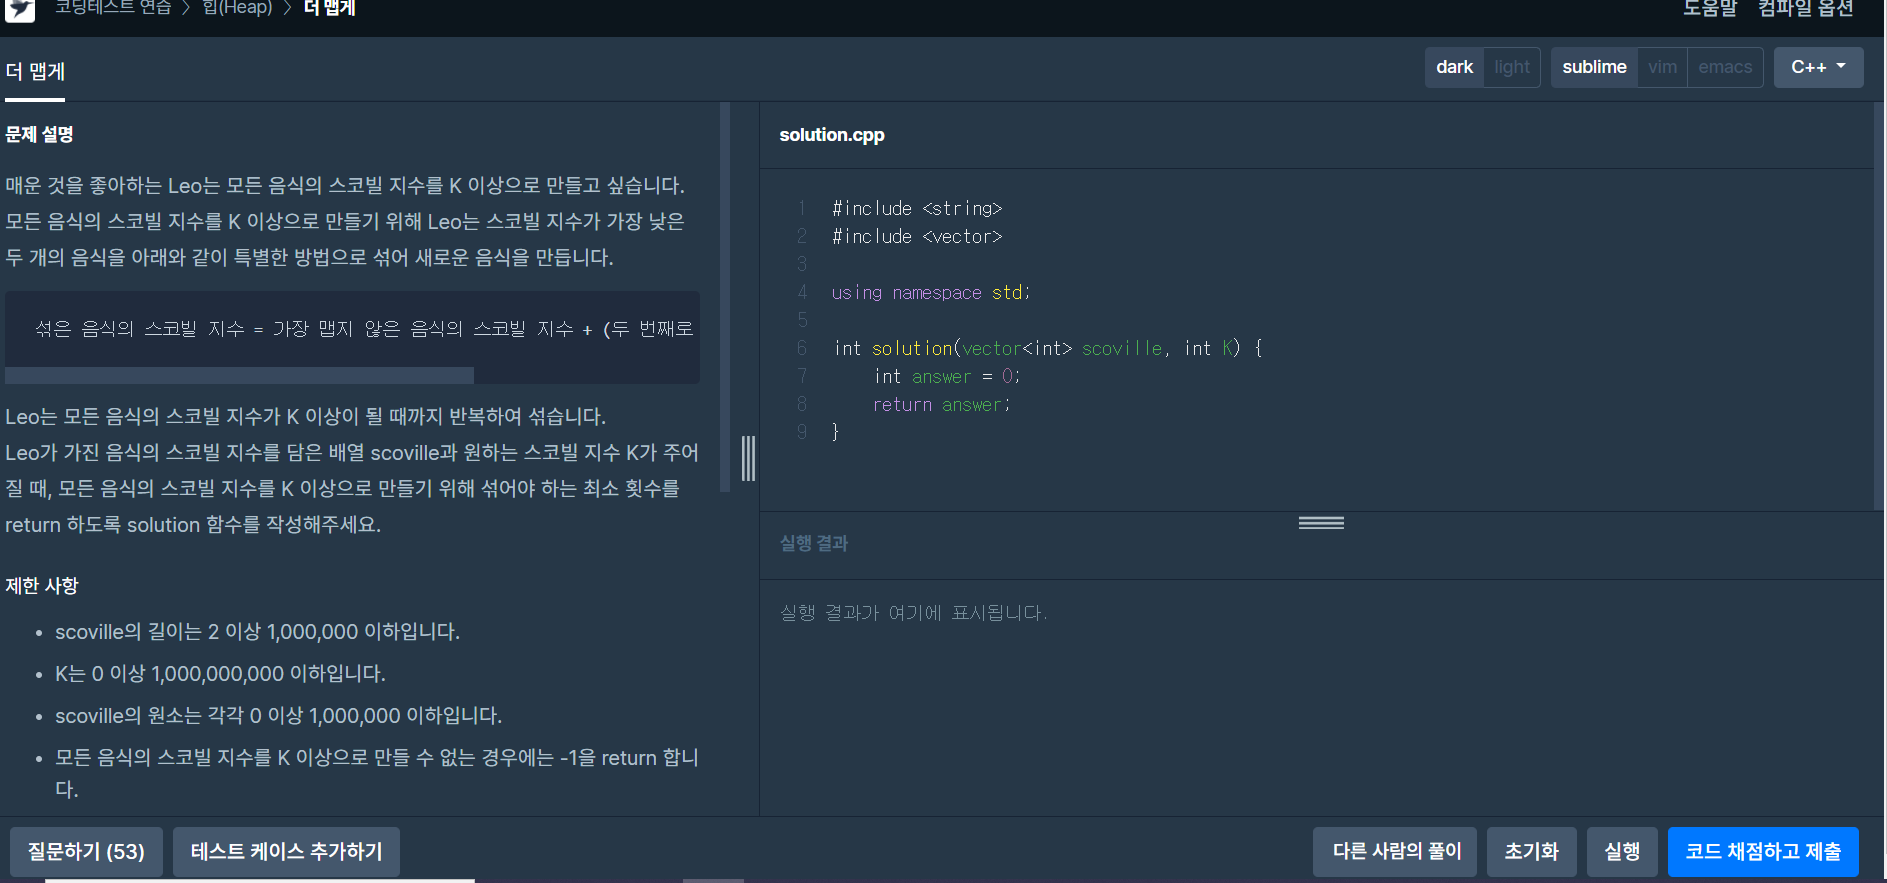 코딩테스트 연습 > 힙(Heap) > 더 맵게
도움말 컴파일 옵션
더 맵게
dark light sublime vim emacs C++
문제 설명
매운 것을 좋아하는 Leo는 모든 음식의 스코빌 지수를 K 이상으로 만들고 싶습니다.
모든 음식의 스코빌 지수를 K 이상으로 만들기 위해 Leo는 스코빌 지수가 가장 낮은
두 개의 음식을 아래와 같이 특별한 방법으로 섞어 새로운 음식을 만듭니다.
섞은 음식의 스코빌 지수 = 가장 맵지 않은 음식의 스코빌 지수 + (두 번째로
Leo는 모든 음식의 스코빌 지수가 K 이상이 될 때까지 반복하여 섞습니다.
Leo가 가진 음식의 스코빌 지수를 담은 배열 scoville과 원하는 스코빌 지수 K가 주어
질 때, 모든 음식의 스코빌 지수를 K 이상으로 만들기 위해 섞어야 하는 최소 횟수를
return 하도록 solution 함수를 작성해주세요.
제한 사항
• scoville의 길이는 2 이상 1,000,000 이하입니다.
• K는 0 이상 1,000,000,000 이하입니다.
• scoville의 원소는 각각 0 이상 1,000,000 이하입니다.
• 모든 음식의 스코빌 지수를 K 이상으로 만들 수 없는 경우에는 -1을 return 합니
다.
solution.cpp
1 #include <string>
2 #include <vector>
3
4 using namespace std;
5
6 int solution(vector<int> scoville, int K) {
7 int answer = 0;
8 return answer;
9 }
실행 결과
실행 결과가 여기에 표시됩니다.
질문하기 (53) 테스트 케이스 추가하기
다른 사람의 풀이 초기화 실행 코드 채점하고 제출